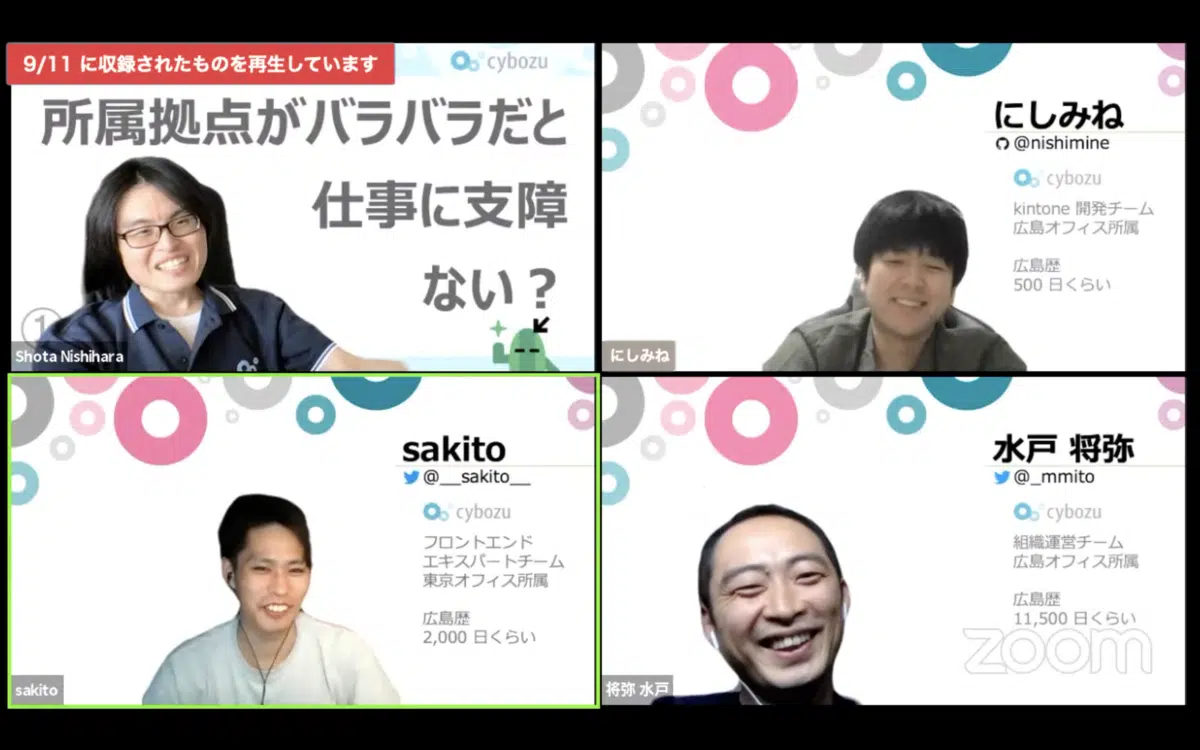 9/11 に収録されたものを再生しています
cybozu
所属拠点がバラバラだと
仕事に支障
ない？
①
Shota Nishihara
にしみね
@nishimine
cybozu
kintone 開発チーム
広島オフィス所属
広島歴
500 日くらい
にしみね
sakito
@__sakito__
cybozu
フロントエンド
エキスパートチーム
東京オフィス所属
広島歴
2,000 日くらい
sakito
水戸 将弥
@_mmito
cybozu
組織運営チーム
広島オフィス所属
広島歴
11,500 日くらい
zoom
将弥 水戸